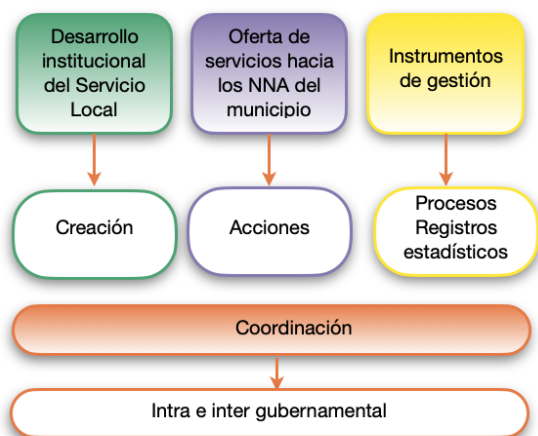 Desarrollo
institucional
del Servicio
Local
Oferta de
servicios hacia
los NNA del
municipio
Instrumentos
de gestión
Creación
Acciones
Procesos
Registros
estadísticos
Coordinación
Intra e inter gubernamental